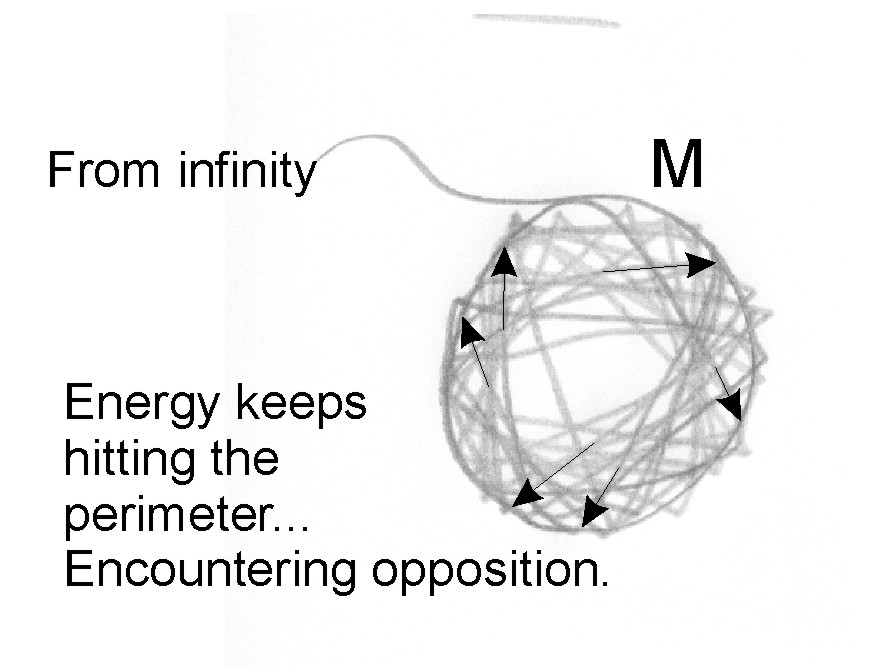 From infinity
M
Energy keeps
hitting the
perimeter...
Encountering opposition.